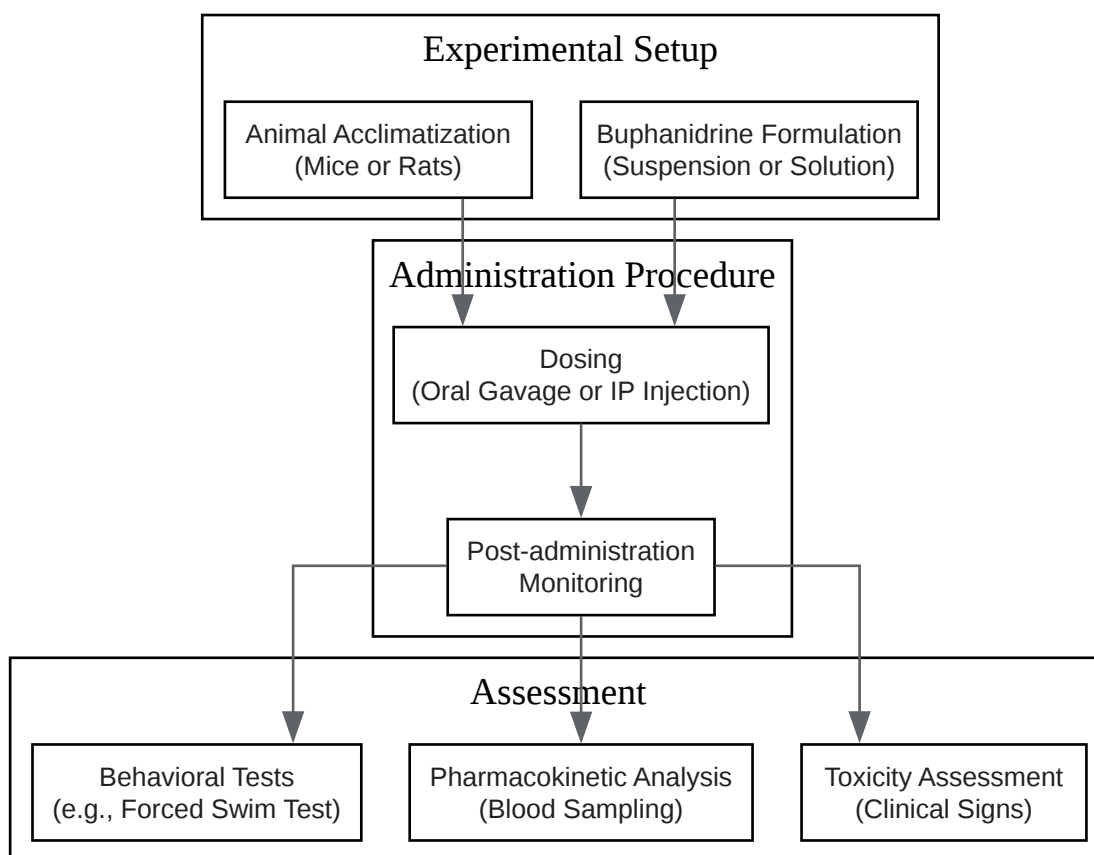 Experimental Setup
Animal Acclimatization
(Mice or Rats)
Buphanidrine Formulation
(Suspension or Solution)
Administration Procedure
Dosing
(Oral Gavage or IP Injection)
Post-administration
Monitoring
Assessment
Behavioral Tests
(e.g., Forced Swim Test)
Pharmacokinetic Analysis
(Blood Sampling)
Toxicity Assessment
(Clinical Signs)